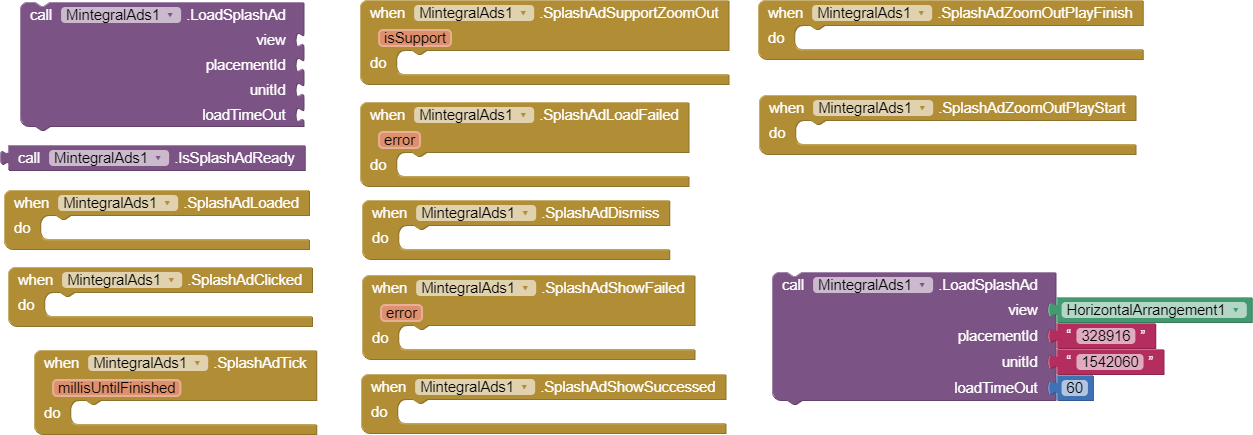 call MintegralAds1 .LoadSplashAd
view
placementId
unitId
loadTimeOut
call MintegralAds1 .IsSplashAdReady
when MintegralAds1 .SplashAdLoaded
do
when MintegralAds1 .SplashAdClicked
do
when MintegralAds1 .SplashAdTick
millisUntilFinished
do
when MintegralAds1 .SplashAdSupportZoomOut
isSupport
do
when MintegralAds1 .SplashAdLoadFailed
error
do
when MintegralAds1 .SplashAdDismiss
do
when MintegralAds1 .SplashAdShowFailed
error
do
when MintegralAds1 .SplashAdShowSuccessed
do
when MintegralAds1 .SplashAdZoomOutPlayFinish
do
when MintegralAds1 .SplashAdZoomOutPlayStart
do
call MintegralAds1 .LoadSplashAd
view HorizontalArrangement1
placementId “ 328916 ”
unitId “ 1542060 ”
loadTimeOut 60